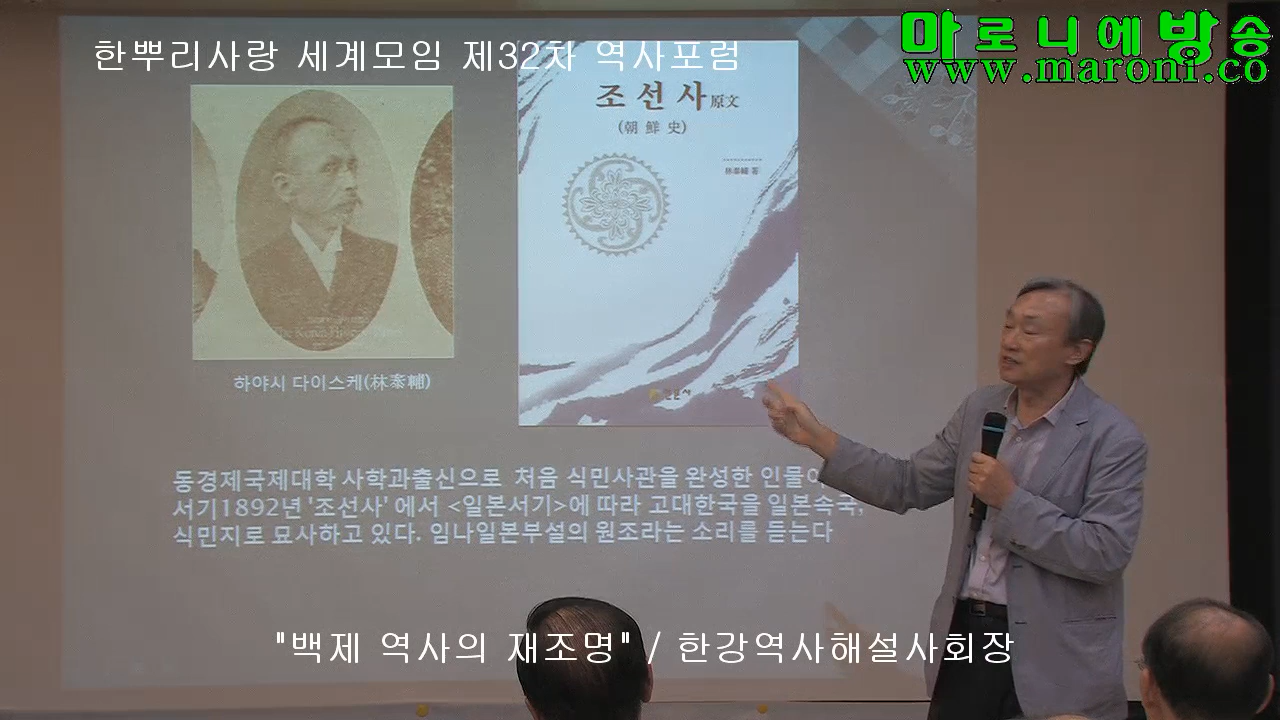 한뿌리사랑 세계모임 제32차 역사포럼
마로니에방송
www.maroni.co
조선사原文
(朝鮮史)
林泰輔 著
하야시 다이스케(林泰輔)
동경제국제대학 사학과출신으로 처음 식민사관을 완성한 인물이
서기1892년 '조선사' 에서 <일본서기>에 따라 고대한국을 일본속국,
식민지로 묘사하고 있다. 임나일본부설의 원조라는 소리를 듣는다
"백제 역사의 재조명" / 한강역사해설사회장